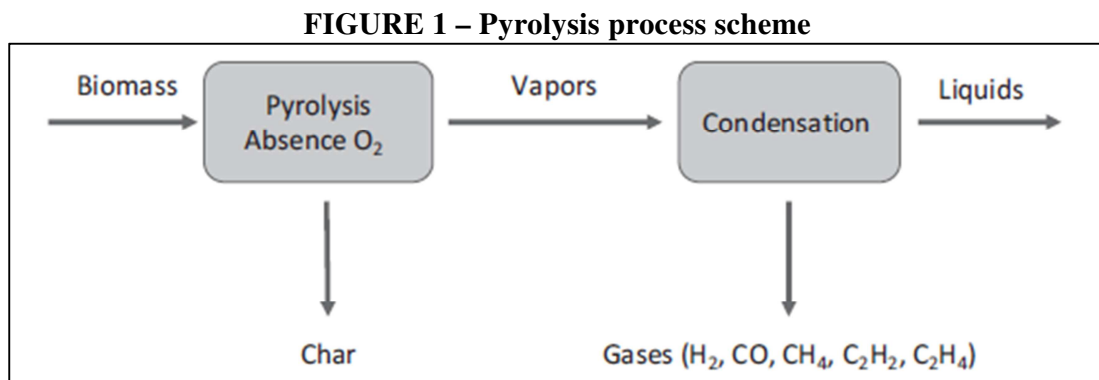 FIGURE 1 – Pyrolysis process scheme
Biomass
Pyrolysis
Absence O₂
Vapors
Condensation
Liquids
Char
Gases (H₂, CO, CH₄, C₂H₂, C₂H₄)